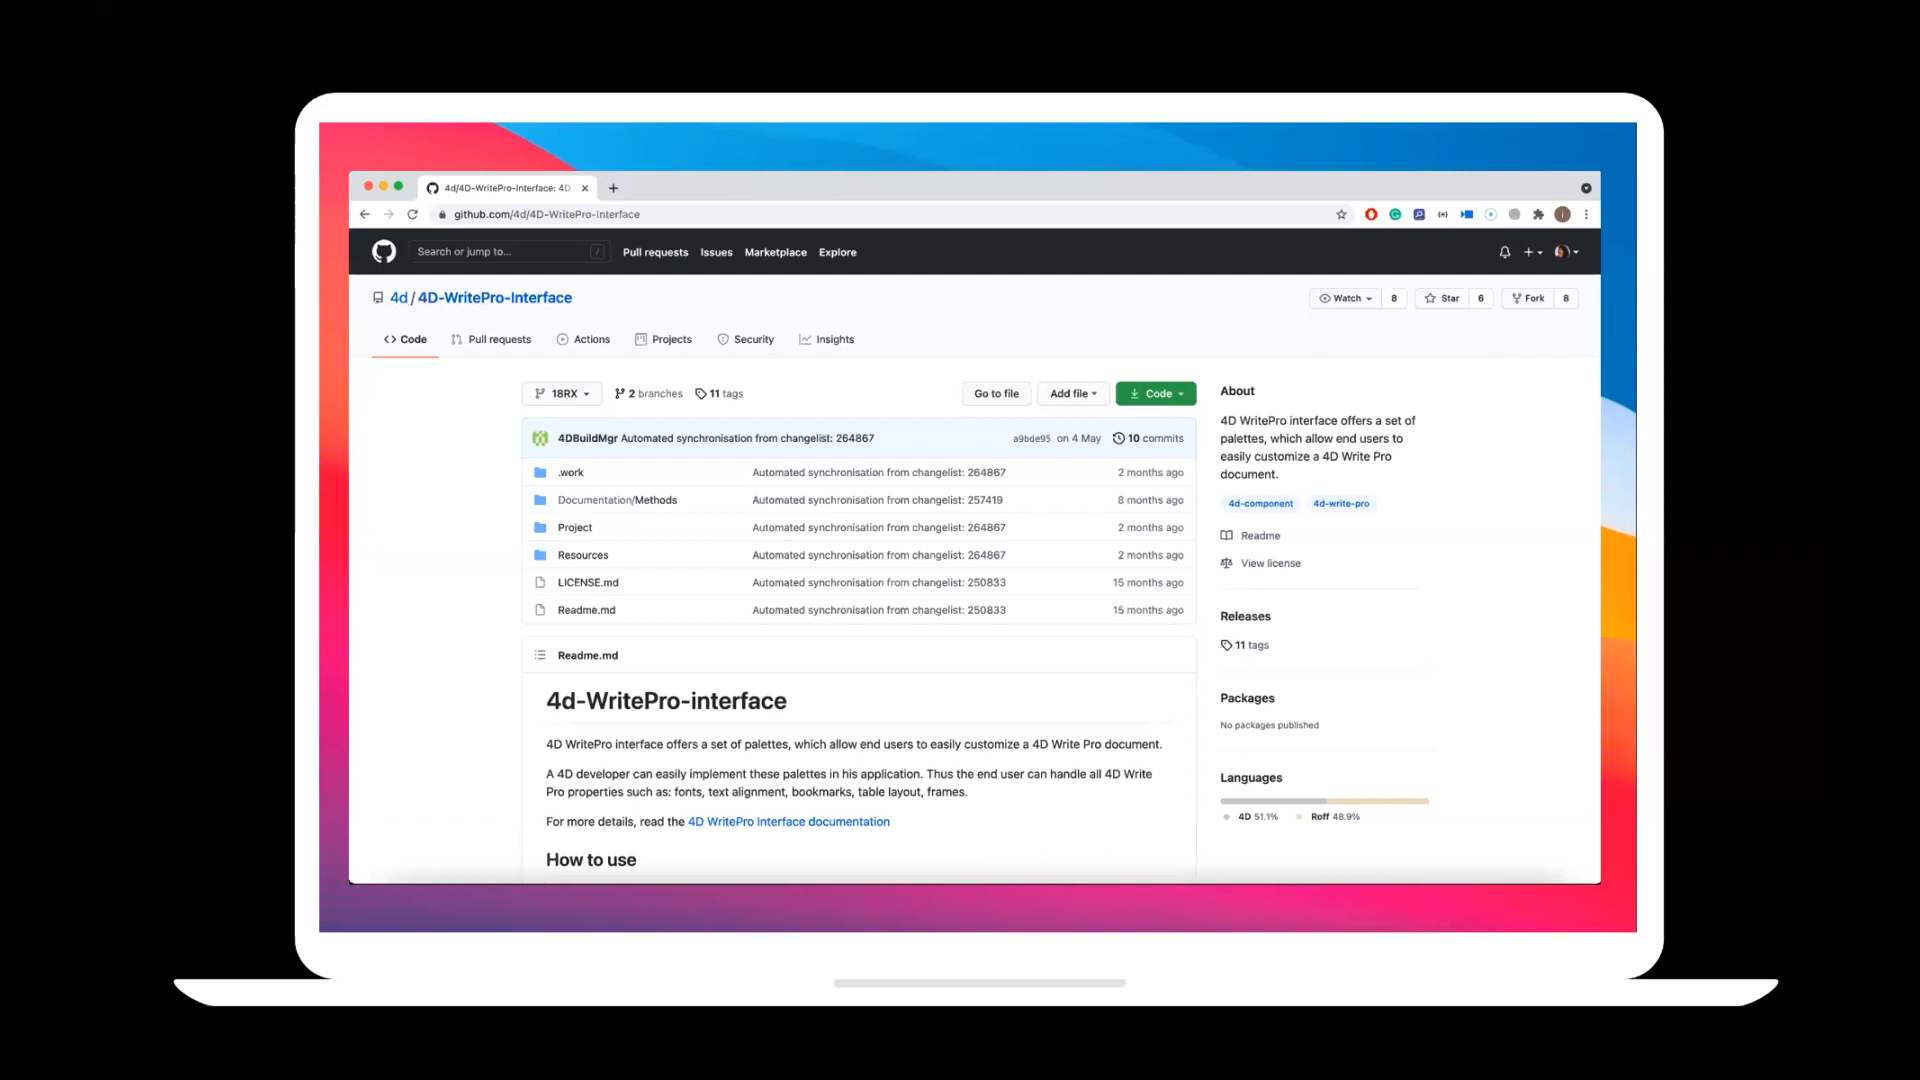 4d/4D-WritePro-Interface: 4D
github.com/4d/4D-WritePro-Interface
Search or jump to... /
Pull requests Issues Marketplace Explore
4d / 4D-WritePro-Interface
Watch 8 Star 6 Fork 8
Code Pull requests Actions Projects Security Insights
18RX 2 branches 11 tags Go to file Add file Code
4DBuildMgr Automated synchronisation from changelist: 264867 a9bde95 on 4 May 10 commits
.work Automated synchronisation from changelist: 264867 2 months ago
Documentation/Methods Automated synchronisation from changelist: 257419 8 months ago
Project Automated synchronisation from changelist: 264867 2 months ago
Resources Automated synchronisation from changelist: 264867 2 months ago
LICENSE.md Automated synchronisation from changelist: 250833 15 months ago
Readme.md Automated synchronisation from changelist: 250833 15 months ago
Readme.md
4d-WritePro-interface
4D WritePro interface offers a set of palettes, which allow end users to easily customize a 4D Write Pro document.
A 4D developer can easily implement these palettes in his application. Thus the end user can handle all 4D Write
Pro properties such as: fonts, text alignment, bookmarks, table layout, frames.
For more details, read the 4D WritePro Interface documentation
How to use
About
4D WritePro interface offers a set of
palettes, which allow end users to
easily customize a 4D Write Pro
document.
4d-component 4d-write-pro
Readme
View license
Releases
11 tags
Packages
No packages published
Languages
4D 51.1% Roff 48.9%